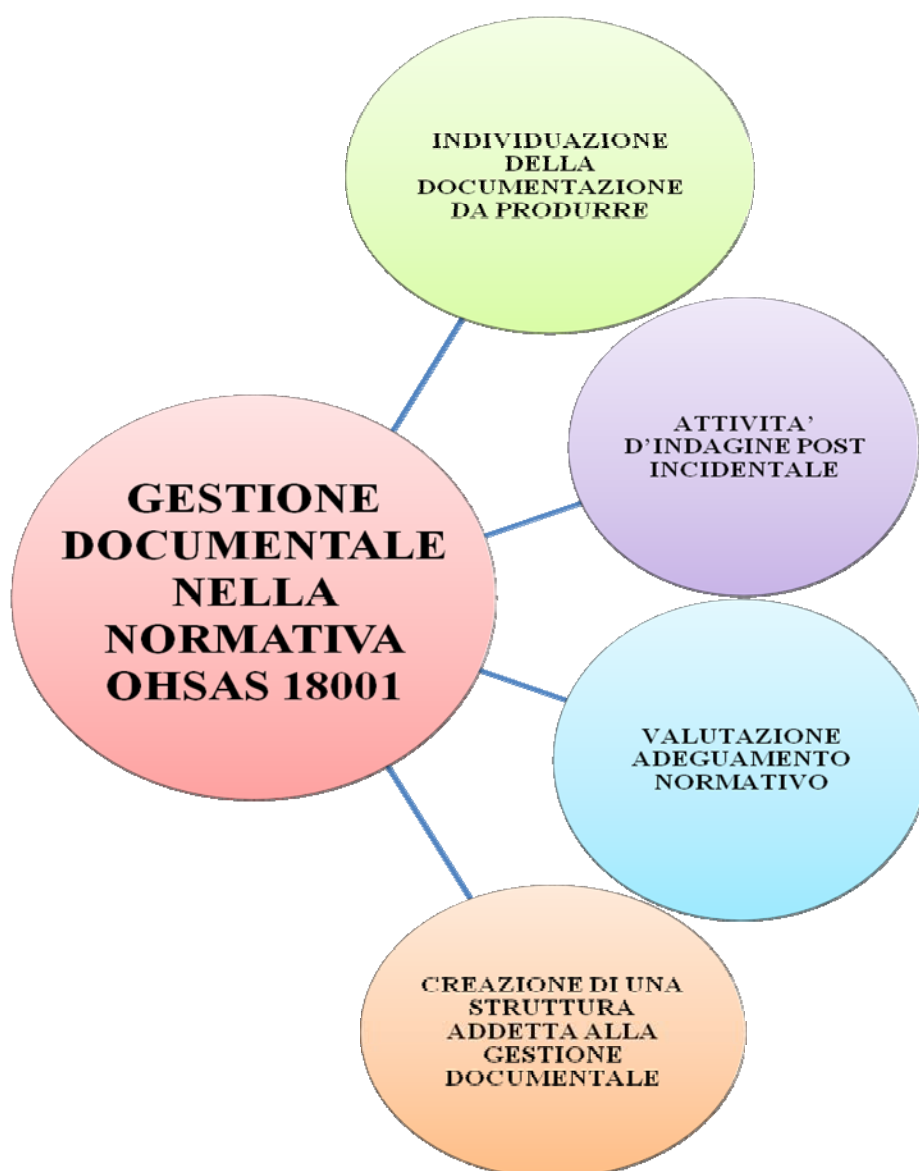 INDIVIDUAZIONE
DELLA
DOCUMENTAZIONE
DA PRODURRE
ATTIVITA’
D’INDAGINE POST
INCIDENTALE
GESTIONE
DOCUMENTALE
NELLA
NORMATIVA
OHSAS 18001
VALUTAZIONE
ADEGUAMENTO
NORMATIVO
CREAZIONE DI UNA
STRUTTURA
ADDETTA ALLA
GESTIONE
DOCUMENTALE